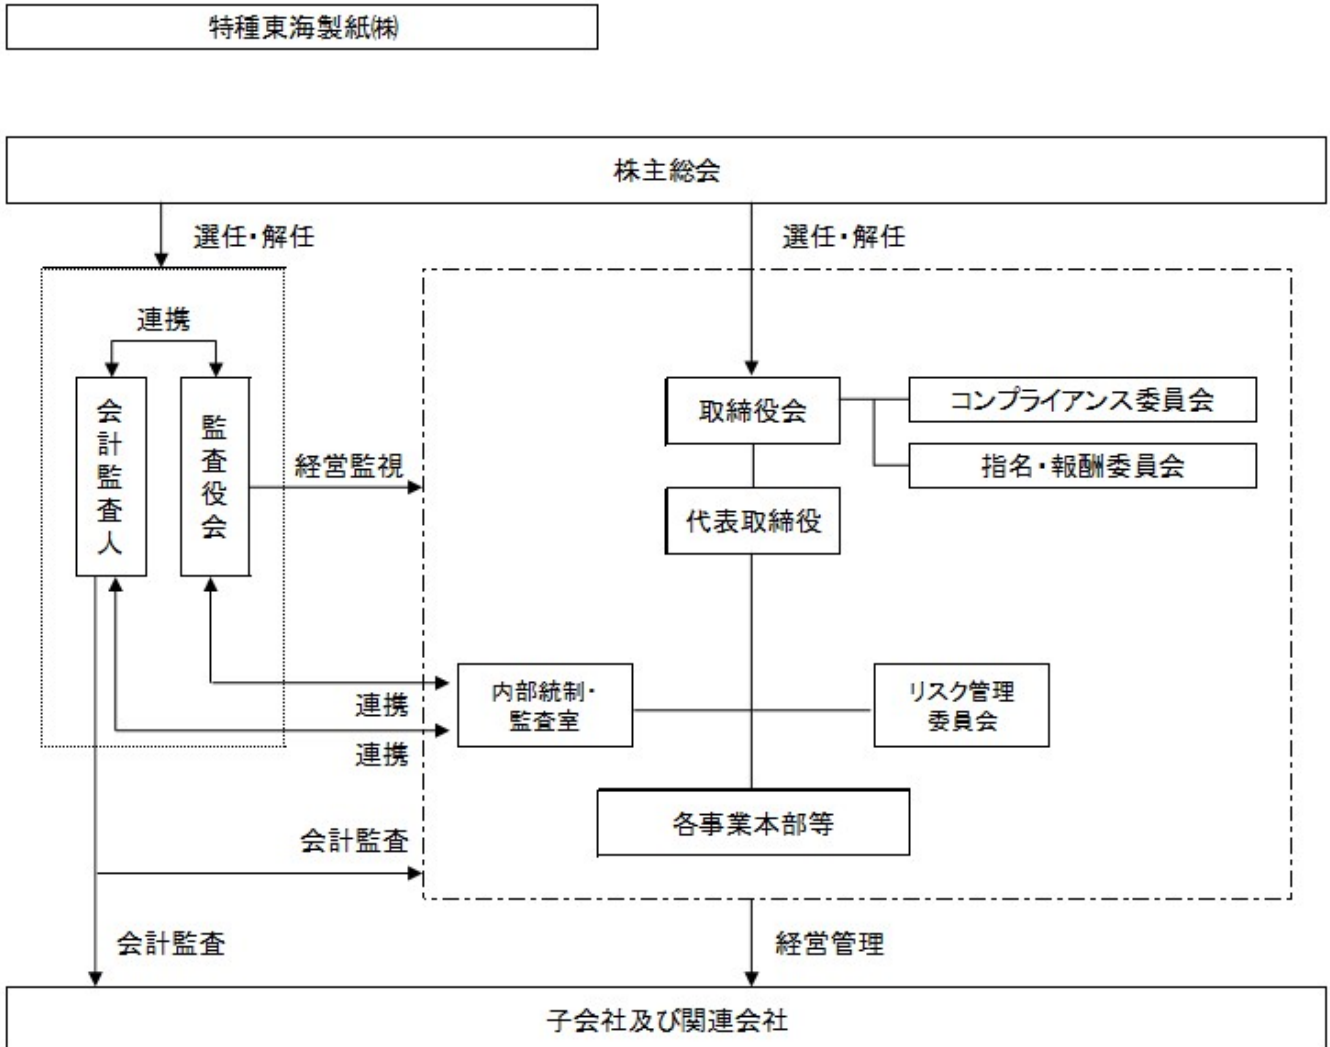 特種東海製紙㈱
株主総会
選任・解任
選任・解任
連携
会計監査人
監査役会
経営監視
取締役会
コンプライアンス委員会
指名・報酬委員会
代表取締役
内部統制・
監査室
リスク管理
委員会
連携
連携
各事業本部等
会計監査
会計監査
経営管理
子会社及び関連会社